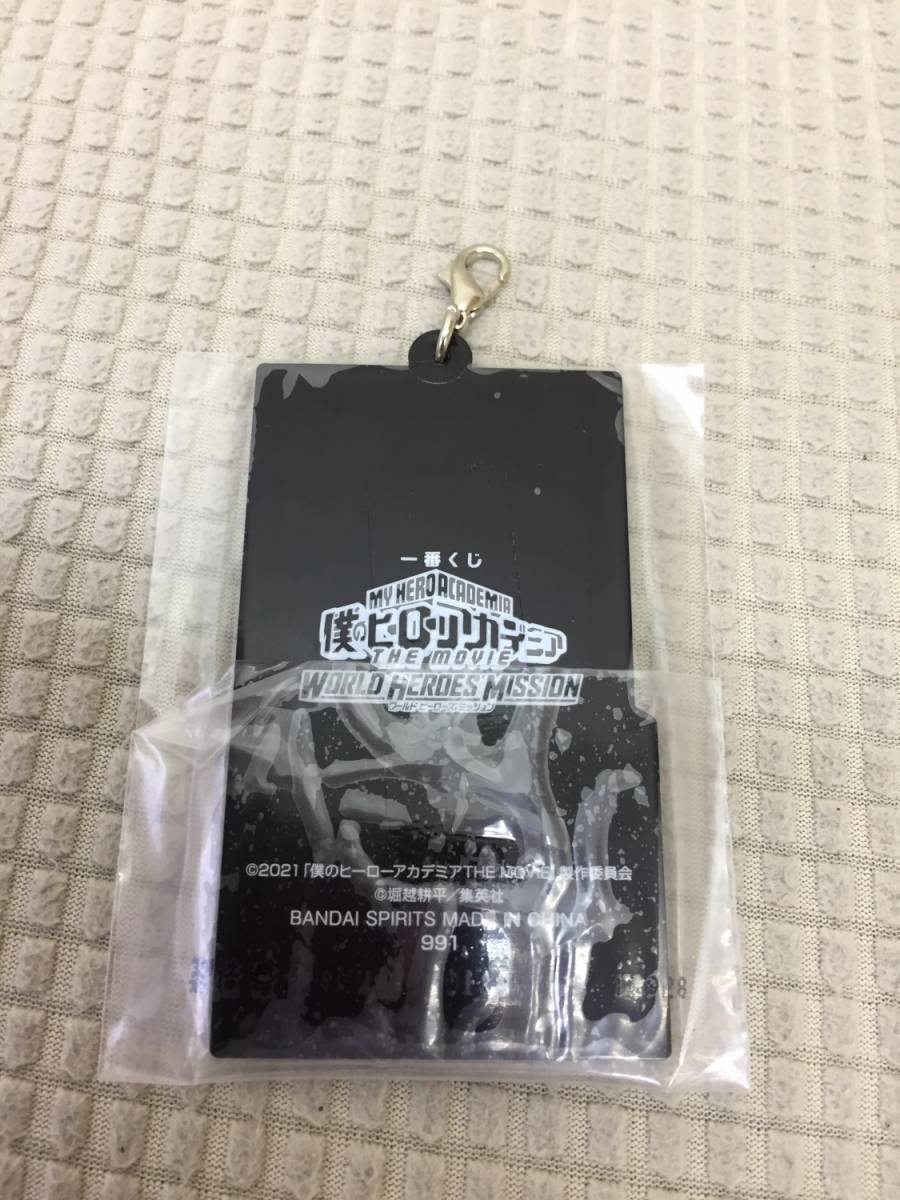 一番くじ
MY HERO ACADEMIA
僕のヒーローアカデミア
THE MOVIE
WORLD HEROES' MISSION
ワールド ヒーローズ ミッション
©2021「僕のヒーローアカデミアTHE MOVIE」製作委員会
©堀越耕平／集英社
BANDAI SPIRITS MADE IN CHINA
991